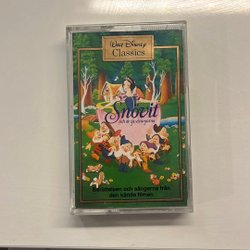 Walt Disney
Classics
Snövit
och de sju dvärgarna
Berättelsen och sångerna från
den kända filmen.